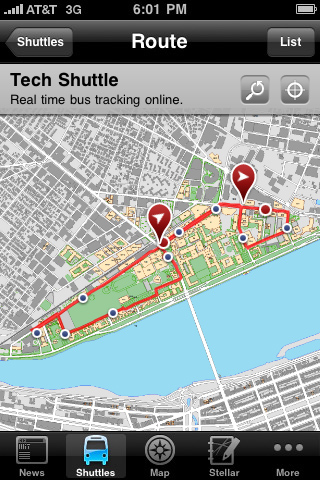 AT&T 3G 6:01 PM
Shuttles Route List
Tech Shuttle
Real time bus tracking online.
News Shuttles Map Stellar More